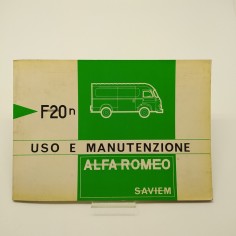 F20n
USO E MANUTENZIONE
ALFA ROMEO
SAVIEM